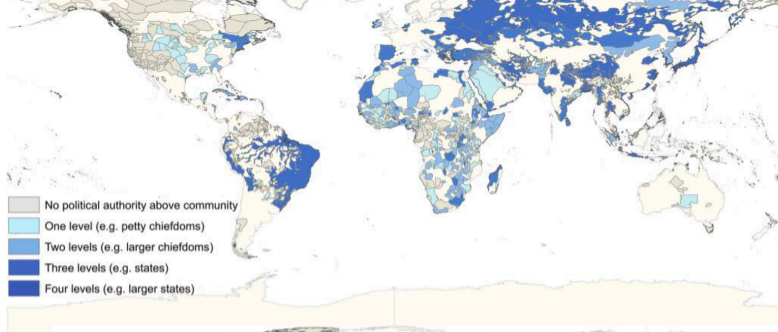 No political authority above community
One level (e.g. petty chiefdoms)
Two levels (e.g. larger chiefdoms)
Three levels (e.g. states)
Four levels (e.g. larger states)